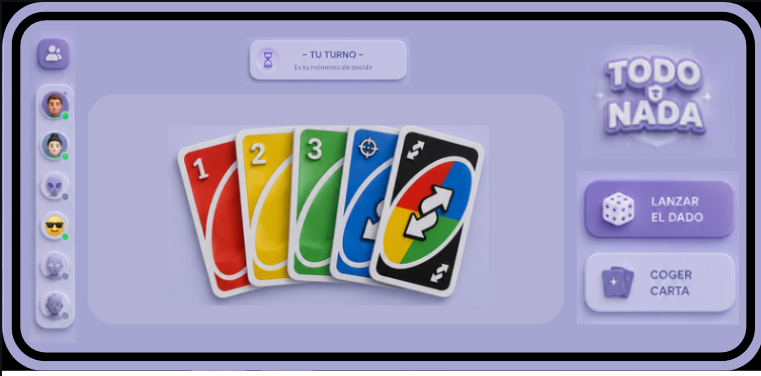 – TU TURNO –
Es tu momento de decidir
TODO
NADA
1
2
3
LANZAR
EL DADO
COGER
CARTA